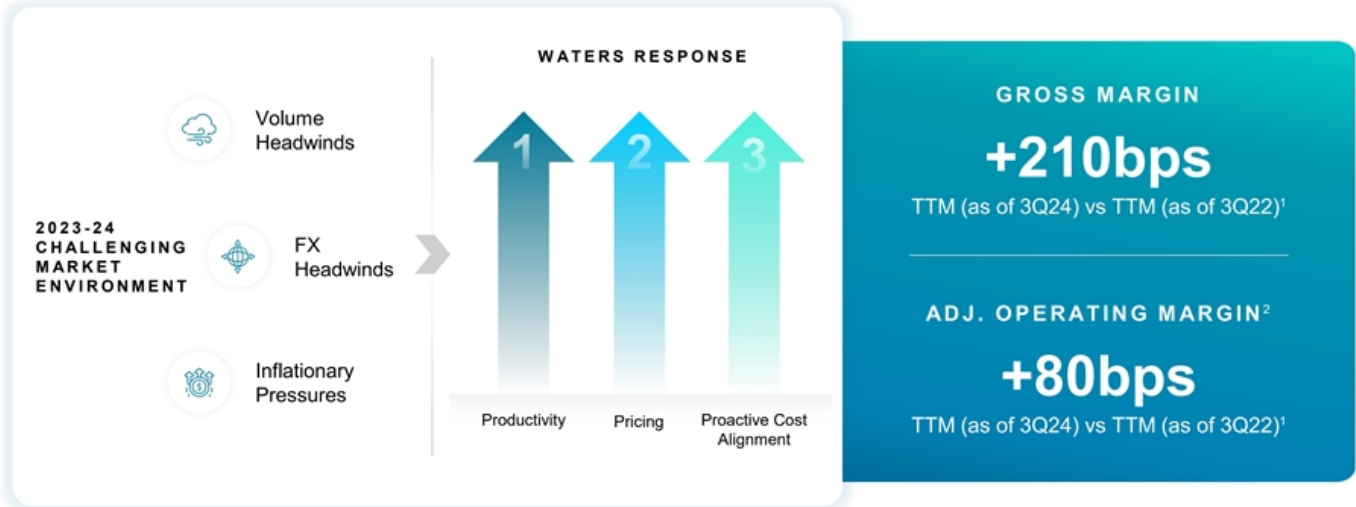 2023-24
CHALLENGING
MARKET
ENVIRONMENT
Volume
Headwinds
FX
Headwinds
Inflationary
Pressures
WATERS RESPONSE
1
2
3
Productivity
Pricing
Proactive Cost
Alignment
GROSS MARGIN
+210bps
TTM (as of 3Q24) vs TTM (as of 3Q22)¹
ADJ. OPERATING MARGIN²
+80bps
TTM (as of 3Q24) vs TTM (as of 3Q22)¹